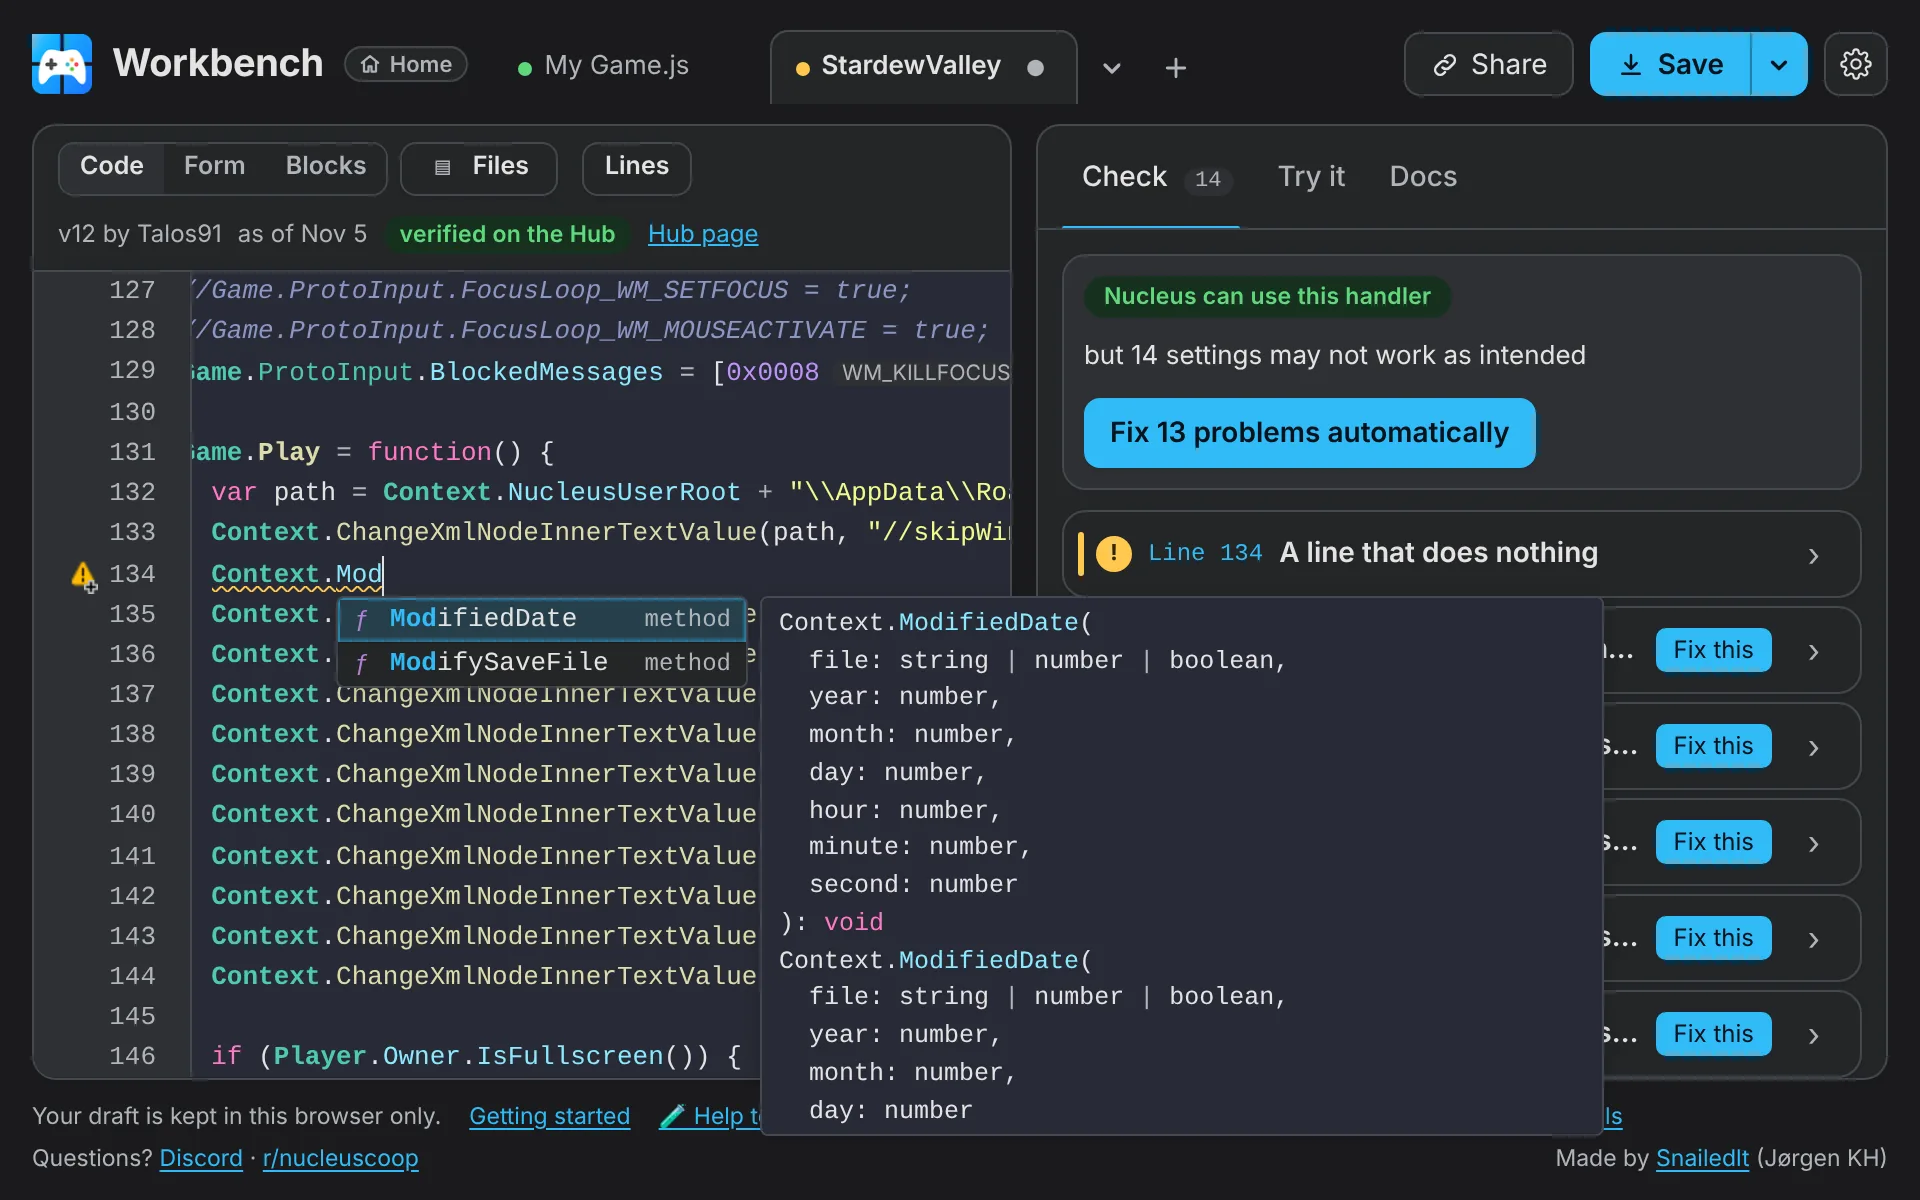 Workbench
Home
My Game.js
StardewValley
Share
Save
Code
Form
Blocks
Files
Lines
v12 by Talos91 as of Nov 5
verified on the Hub
Hub page
127 //Game.ProtoInput.FocusLoop_WM_SETFOCUS = true;
128 //Game.ProtoInput.FocusLoop_WM_MOUSEACTIVATE = true;
129 ame.ProtoInput.BlockedMessages = [0x0008 WM_KILLFOCUS
130
131 ame.Play = function() {
132 var path = Context.NucleusUserRoot + "\\AppData\\Roa
133 Context.ChangeXmlNodeInnerTextValue(path, "//skipWi
134 Context.Mod
135 Context.
136 Context.
137 Context.ChangeXmlNodeInnerTextValue
138 Context.ChangeXmlNodeInnerTextValue
139 Context.ChangeXmlNodeInnerTextValue
140 Context.ChangeXmlNodeInnerTextValue
141 Context.ChangeXmlNodeInnerTextValue
142 Context.ChangeXmlNodeInnerTextValue
143 Context.ChangeXmlNodeInnerTextValue
144 Context.ChangeXmlNodeInnerTextValue
145
146 if (Player.Owner.IsFullscreen()) {
f ModifiedDate method
f ModifySaveFile method
Context.ModifiedDate(
file: string | number | boolean,
year: number,
month: number,
day: number,
hour: number,
minute: number,
second: number
): void
Context.ModifiedDate(
file: string | number | boolean,
year: number,
month: number,
day: number
Check 14
Try it
Docs
Nucleus can use this handler
but 14 settings may not work as intended
Fix 13 problems automatically
Line 134 A line that does nothing
Fix this
s... Fix this
s... Fix this
s... Fix this
s... Fix this
Your draft is kept in this browser only.
Getting started
Help to
ls
Questions? Discord · r/nucleuscoop
Made by SnailedIt (Jørgen KH)